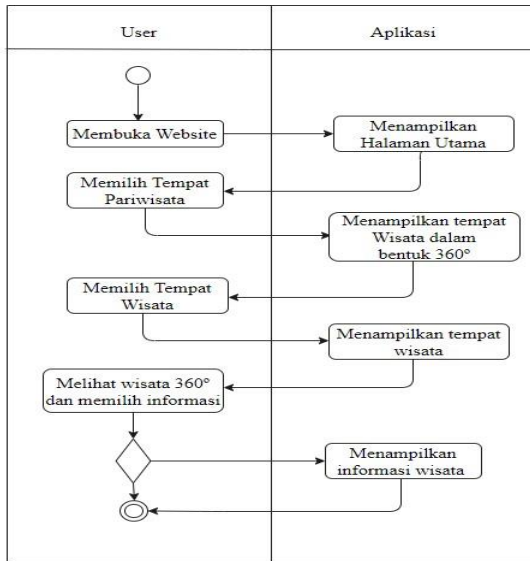 User
Aplikasi
Membuka Website
Menampilkan
Halaman Utama
Memilih Tempat
Pariwisata
Menampilkan tempat
Wisata dalam
bentuk 360°
Memilih Tempat
Wisata
Menampilkan tempat
wisata
Melihat wisata 360°
dan memilih informasi
Menampilkan
informasi wisata